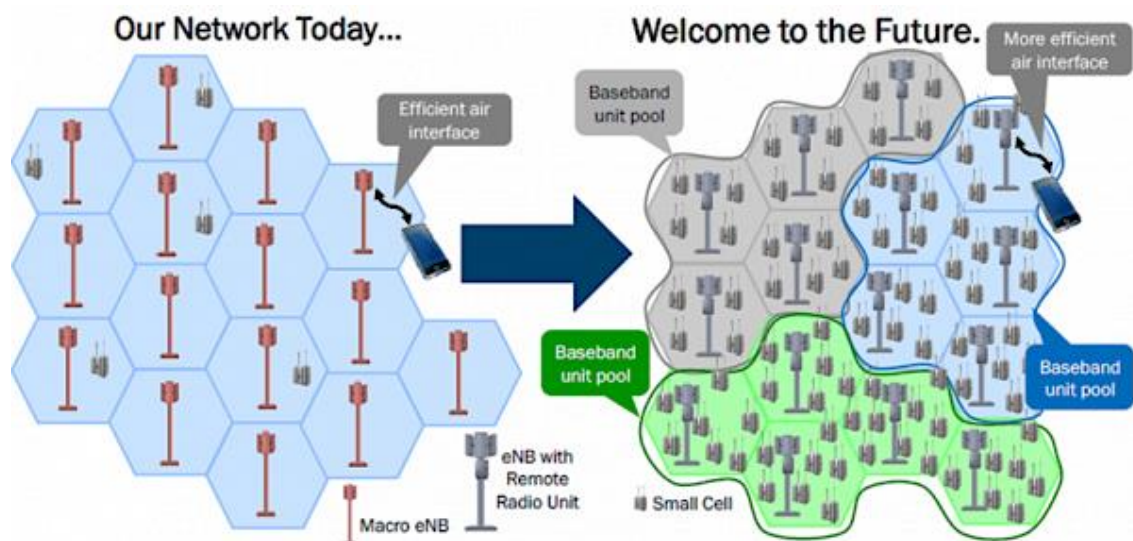 Our Network Today...
Efficient air
interface
Macro eNB
eNB with
Remote
Radio Unit
Welcome to the Future.
More efficient
air interface
Baseband
unit pool
Baseband
unit pool
Baseband
unit pool
Small Cell